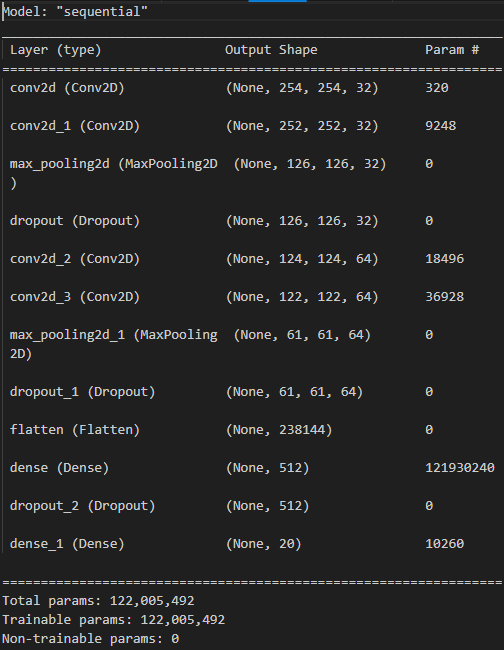 Model: "sequential"
Layer (type) Output Shape Param #
=================================================================
conv2d (Conv2D) (None, 254, 254, 32) 320
conv2d_1 (Conv2D) (None, 252, 252, 32) 9248
max_pooling2d (MaxPooling2D (None, 126, 126, 32) 0
)
dropout (Dropout) (None, 126, 126, 32) 0
conv2d_2 (Conv2D) (None, 124, 124, 64) 18496
conv2d_3 (Conv2D) (None, 122, 122, 64) 36928
max_pooling2d_1 (MaxPooling (None, 61, 61, 64) 0
2D)
dropout_1 (Dropout) (None, 61, 61, 64) 0
flatten (Flatten) (None, 238144) 0
dense (Dense) (None, 512) 121930240
dropout_2 (Dropout) (None, 512) 0
dense_1 (Dense) (None, 20) 10260
=================================================================
Total params: 122,005,492
Trainable params: 122,005,492
Non-trainable params: 0